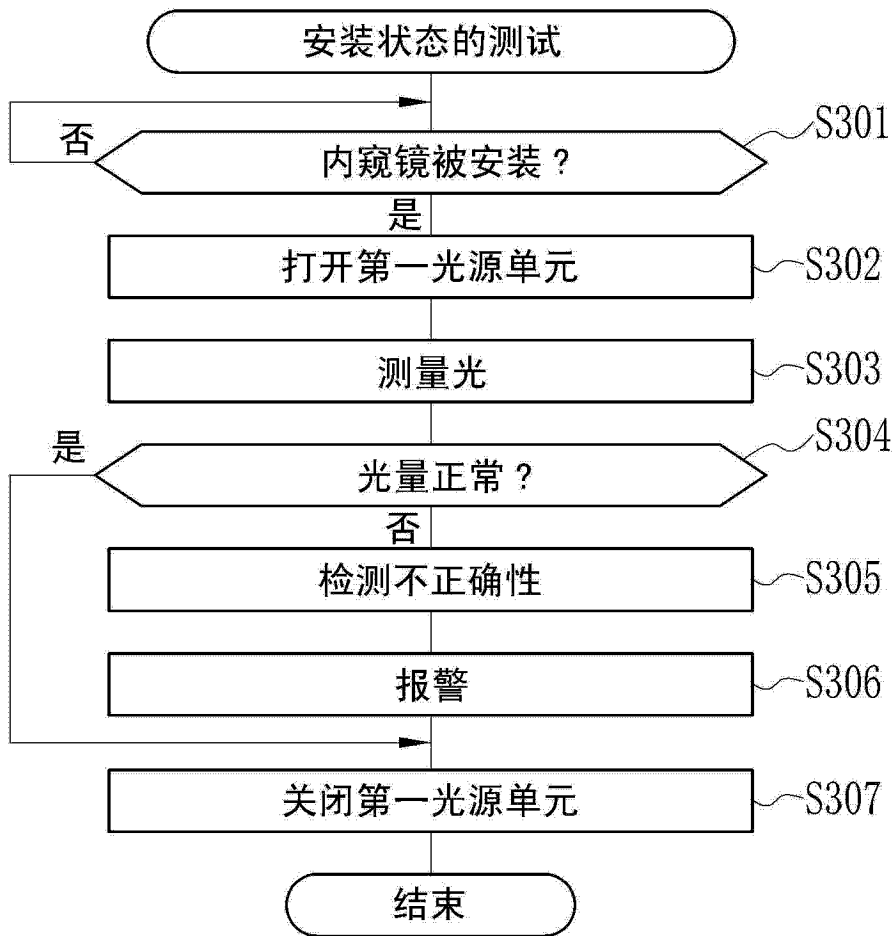 安装状态的测试
S301
否
内窥镜被安装?
是
打开第一光源单元
S302
测量光
S303
S304
是
光量正常?
否
检测不正确性
S305
报警
S306
关闭第一光源单元
S307
结束